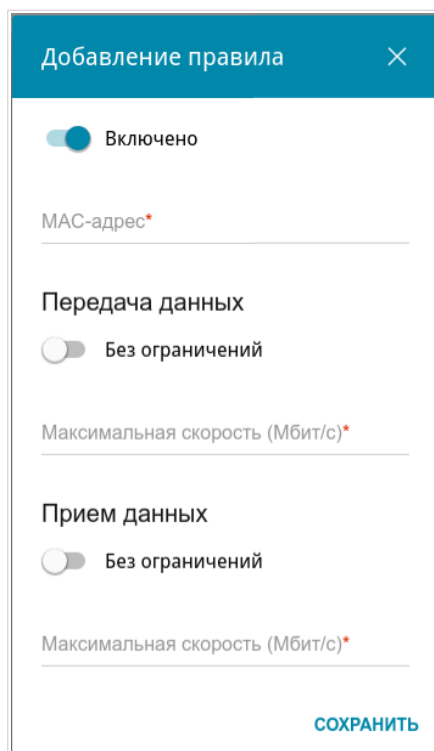 Добавление правила
Включено
MAC-адрес*
Передача данных
Без ограничений
Максимальная скорость (Мбит/с)*
Прием данных
Без ограничений
Максимальная скорость (Мбит/с)*
СОХРАНИТЬ